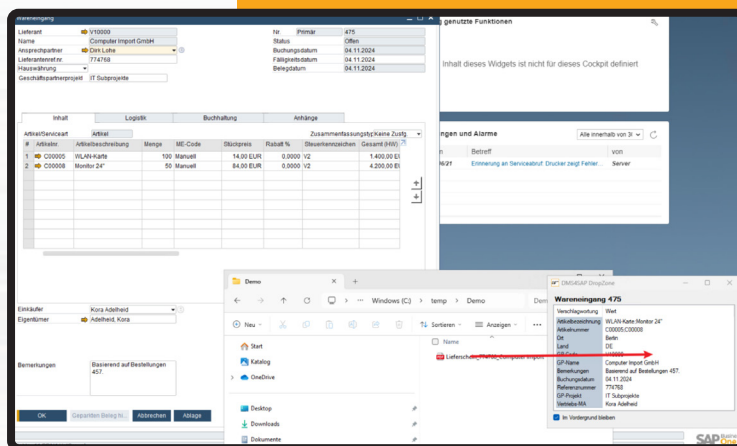 Wareneingang
Lieferant V10000
Name Computer Import GmbH
Ansprechpartner Dirk Lohe
Lieferantenref.nr. 774768
Hauswährung
Geschäftspartnerprojekt IT Subprojekte
Nr. Primär 475
Status Offen
Buchungsdatum 04.11.2024
Fälligkeitsdatum 04.11.2024
Belegdatum 04.11.2024
Inhalt Logistik Buchhaltung Anhänge
Artikel/Serviceart Artikel Zusammenfassungstyp Keine Zusfg.
# Artikelnr. Artikelbeschreibung Menge ME-Code Stückpreis Rabatt % Steuerkennzeichen Gesamt (HW)
1 C00005 WLAN-Karte 100 Manuell 14,00 EUR 0,0000 V2 1.400,00 E
2 C00008 Monitor 24" 50 Manuell 84,00 EUR 0,0000 V2 4.200,00 E
Einkäufer Kora Adelheid
Eigentümer Adelheid, Kora
Bemerkungen Basierend auf Bestellungen
457.
OK Abbrechen Ablage
g genutzte Funktionen
Inhalt dieses Widgets ist nicht für dieses Cockpit definiert
ngen und Alarme Alle innerhalb von 3
n Betreff von
Erinnerung an Serviceabruf: Drucker zeigt Fehler... Server
Demo
Windows (C:) temp Demo Dem
Neu Sortieren Anzeigen
Start
Katalog
OneDrive
Desktop
Downloads
Dokumente
Name
DMS4SAP DropZone
Wareneingang 475
Verschlagwortung Wert
Artikelbezeichnung WLAN-Karte;Monitor 24"
Artikelnummer C00005;C00008
Ort Berlin
Land DE
GP-Code V10000
GP-Name Computer Import GmbH
Bemerkungen Basierend auf Bestellungen 457.
Buchungsdatum 04.11.2024
Referenznummer 774768
GP-Projekt IT Subprojekte
Vertriebs-MA Kora Adelheid
Im Vordergrund bleiben
SAP Business
One